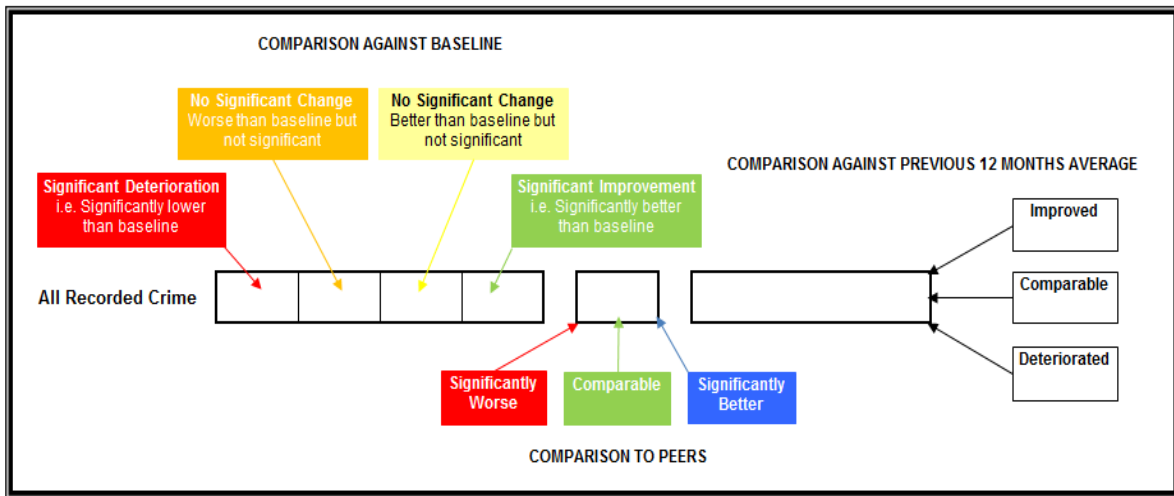 COMPARISON AGAINST BASELINE
No Significant Change
Worse than baseline but
not significant
No Significant Change
Better than baseline but
not significant
COMPARISON AGAINST PREVIOUS 12 MONTHS AVERAGE
Significant Deterioration
i.e. Significantly lower
than baseline
Significant Improvement
i.e. Significantly better
than baseline
Improved
All Recorded Crime
Comparable
Deteriorated
Significantly
Worse
Comparable
Significantly
Better
COMPARISON TO PEERS